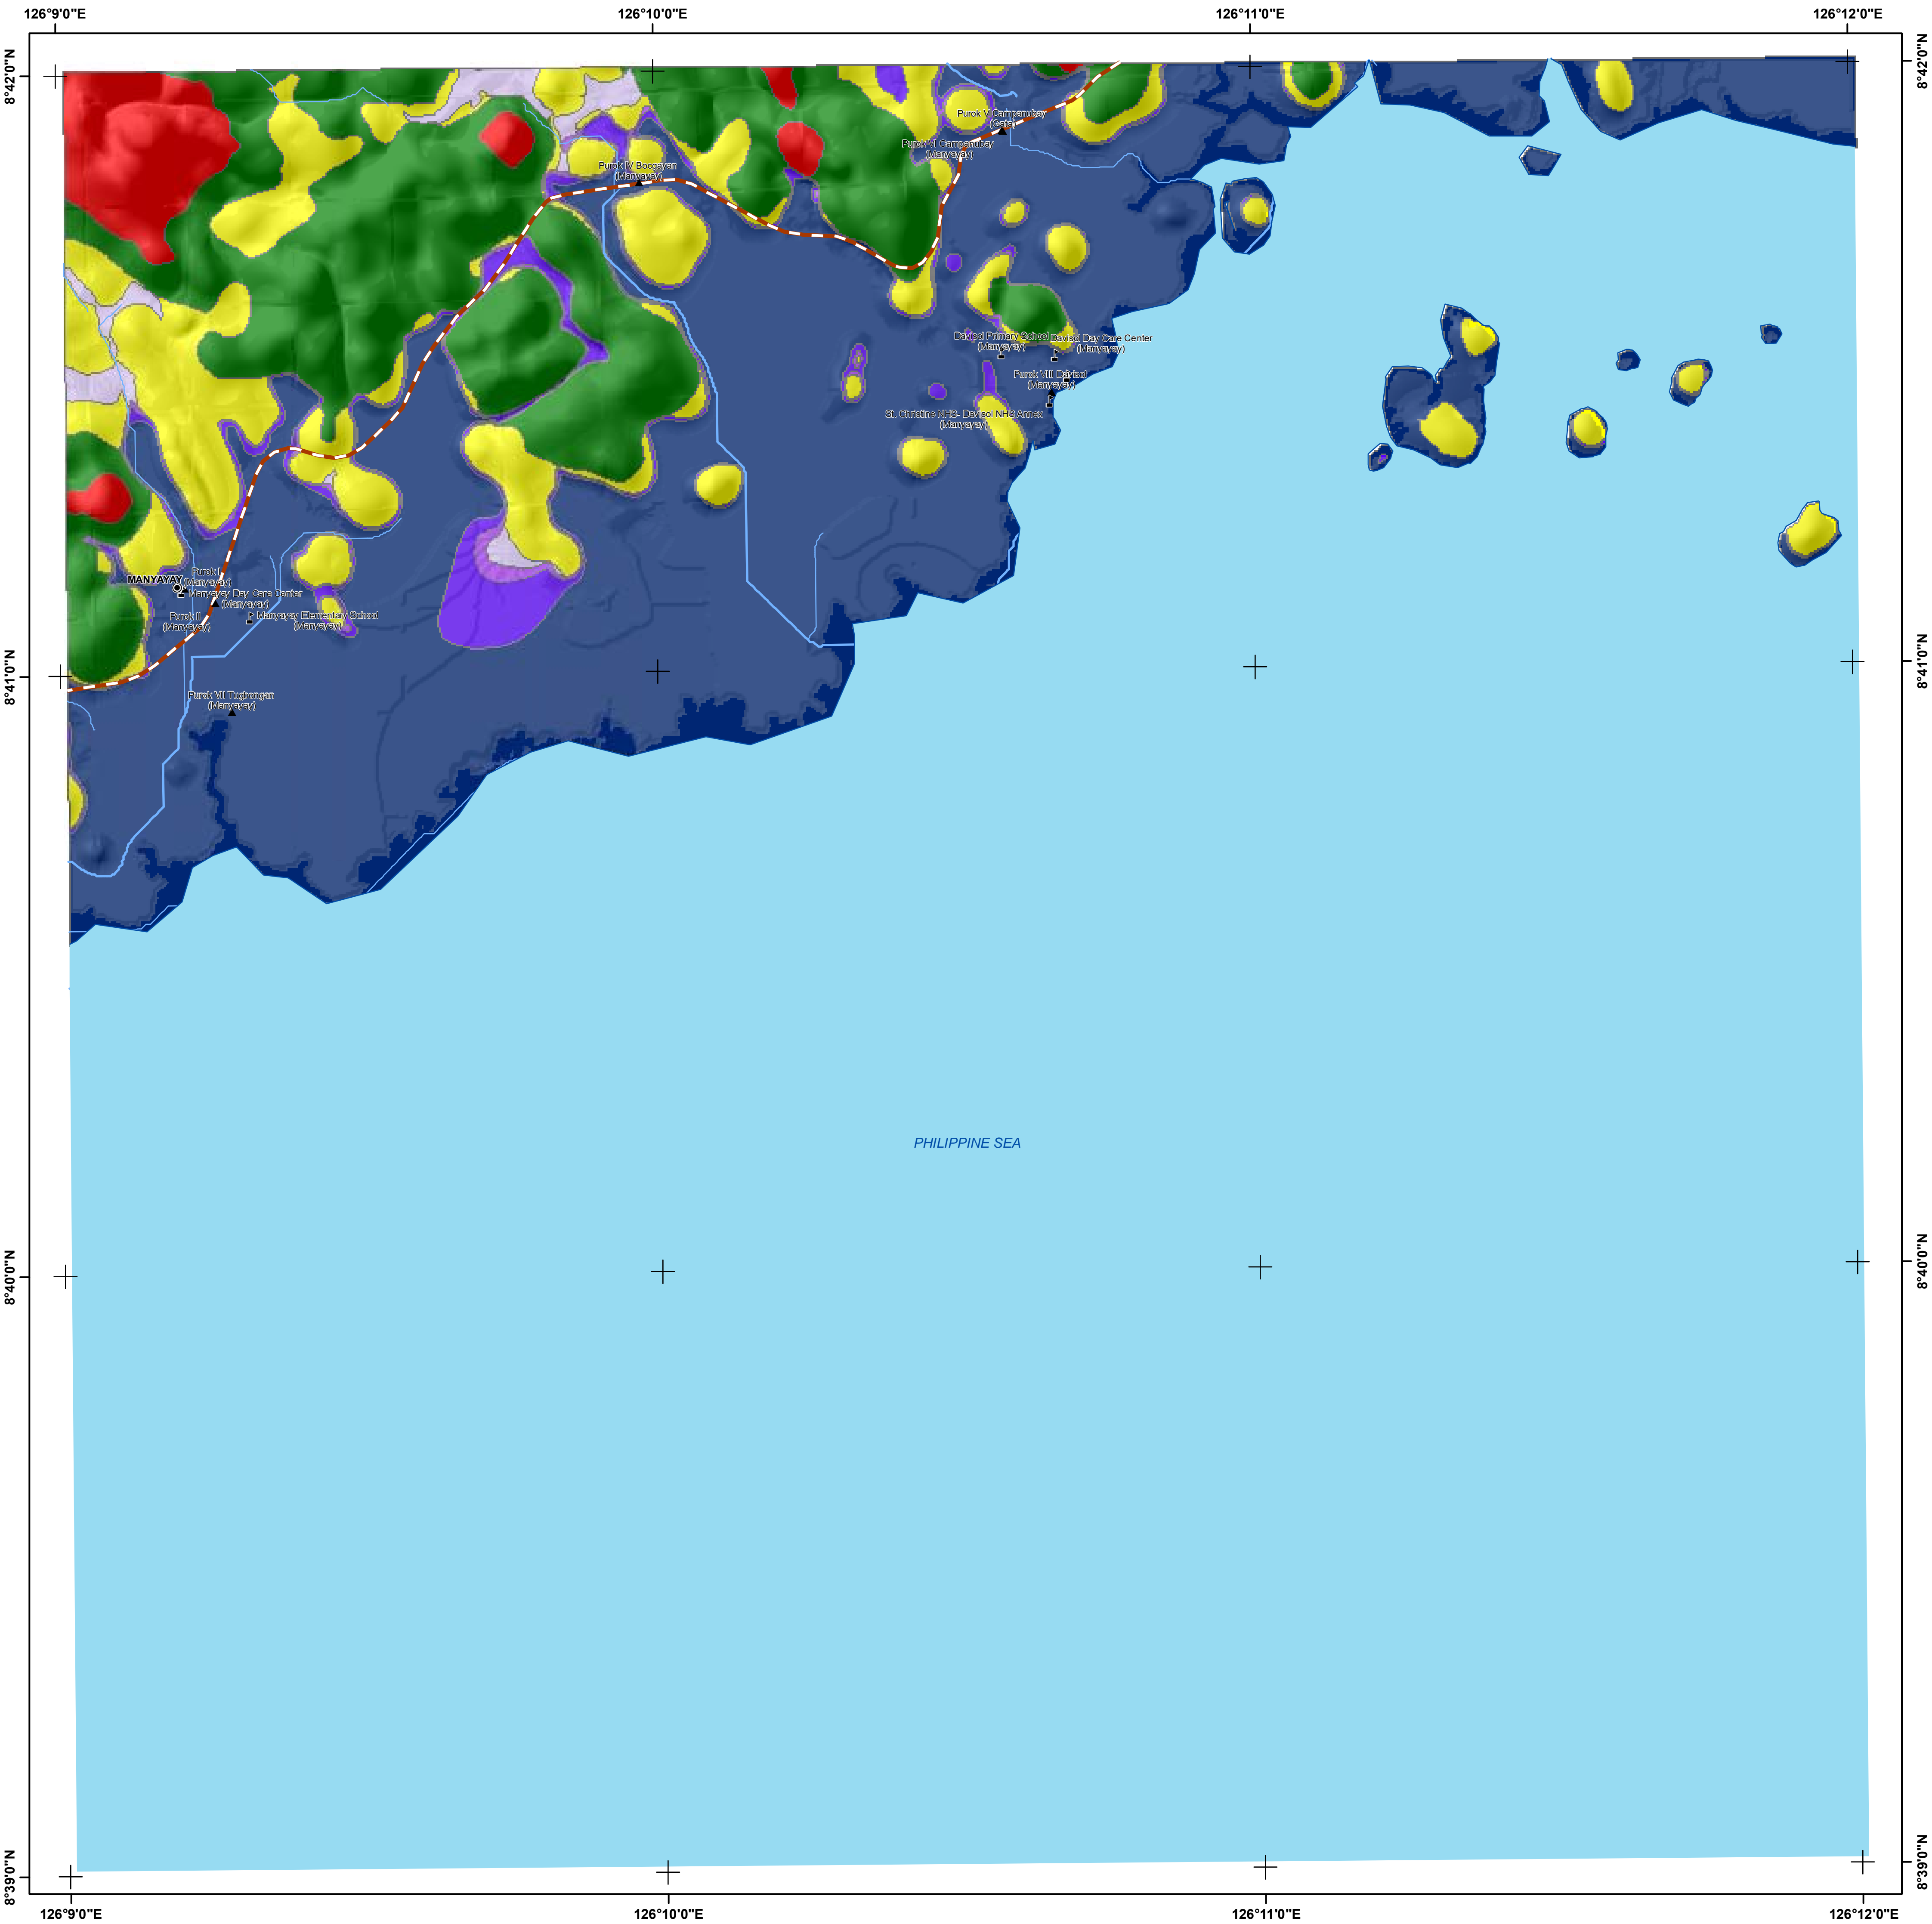 126°9'0"E
126°10'0"E
126°11'0"E
126°12'0"E
8°42'0"N
8°42'0"N
Purok V Campanubay
(Gata)
Purok VI Campanubay
(Manyayay)
Purok IV Boogayan
(Manyayay)
Davisol Primary School
(Manyayay)
Davisol Day Care Center
(Manyayay)
Purok VIII Davisol
(Manyayay)
St. Christine NHS- Davisol NHS Annex
(Manyayay)
MANYAYAY
Purok I
(Manyayay)
Manyayay Day Care Center
(Manyayay)
Purok II
(Manyayay)
Manyayay Elementary School
(Manyayay)
8°41'0"N
8°41'0"N
Purok VII Tugbongan
(Manyayay)
PHILIPPINE SEA
8°40'0"N
8°40'0"N
8°39'0"N
8°39'0"N
126°9'0"E
126°10'0"E
126°11'0"E
126°12'0"E